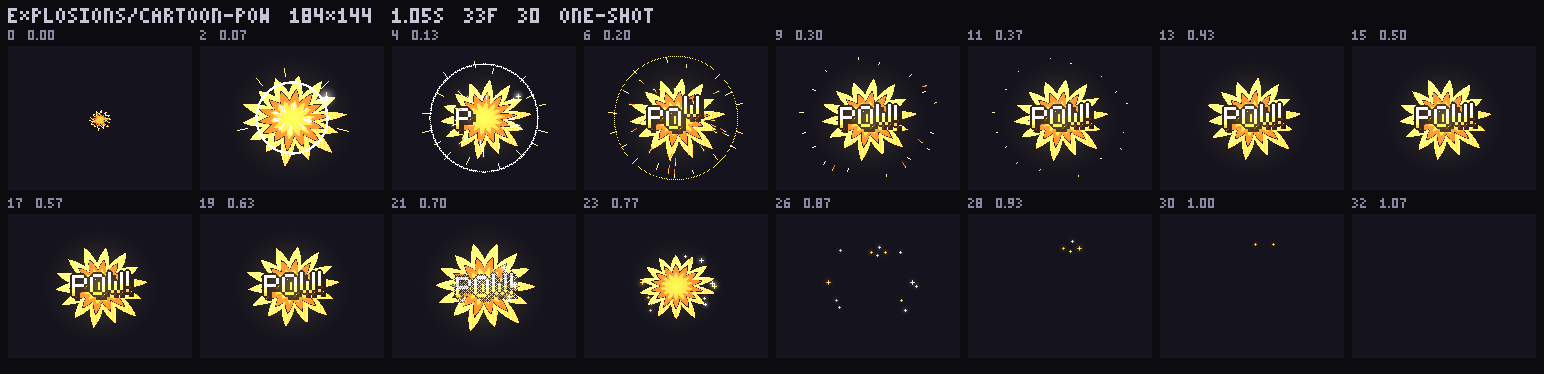 EXPLOSIONS/CARTOON-POW 184×144 1.05S 33F 30 ONE-SHOT
0 0.00 2 0.07 4 0.13 6 0.20 9 0.30 11 0.37 13 0.43 15 0.50
P POW POW! POW! POW! POW!
17 0.57 19 0.63 21 0.70 23 0.77 26 0.87 28 0.93 30 1.00 32 1.07
POW! POW! POW!